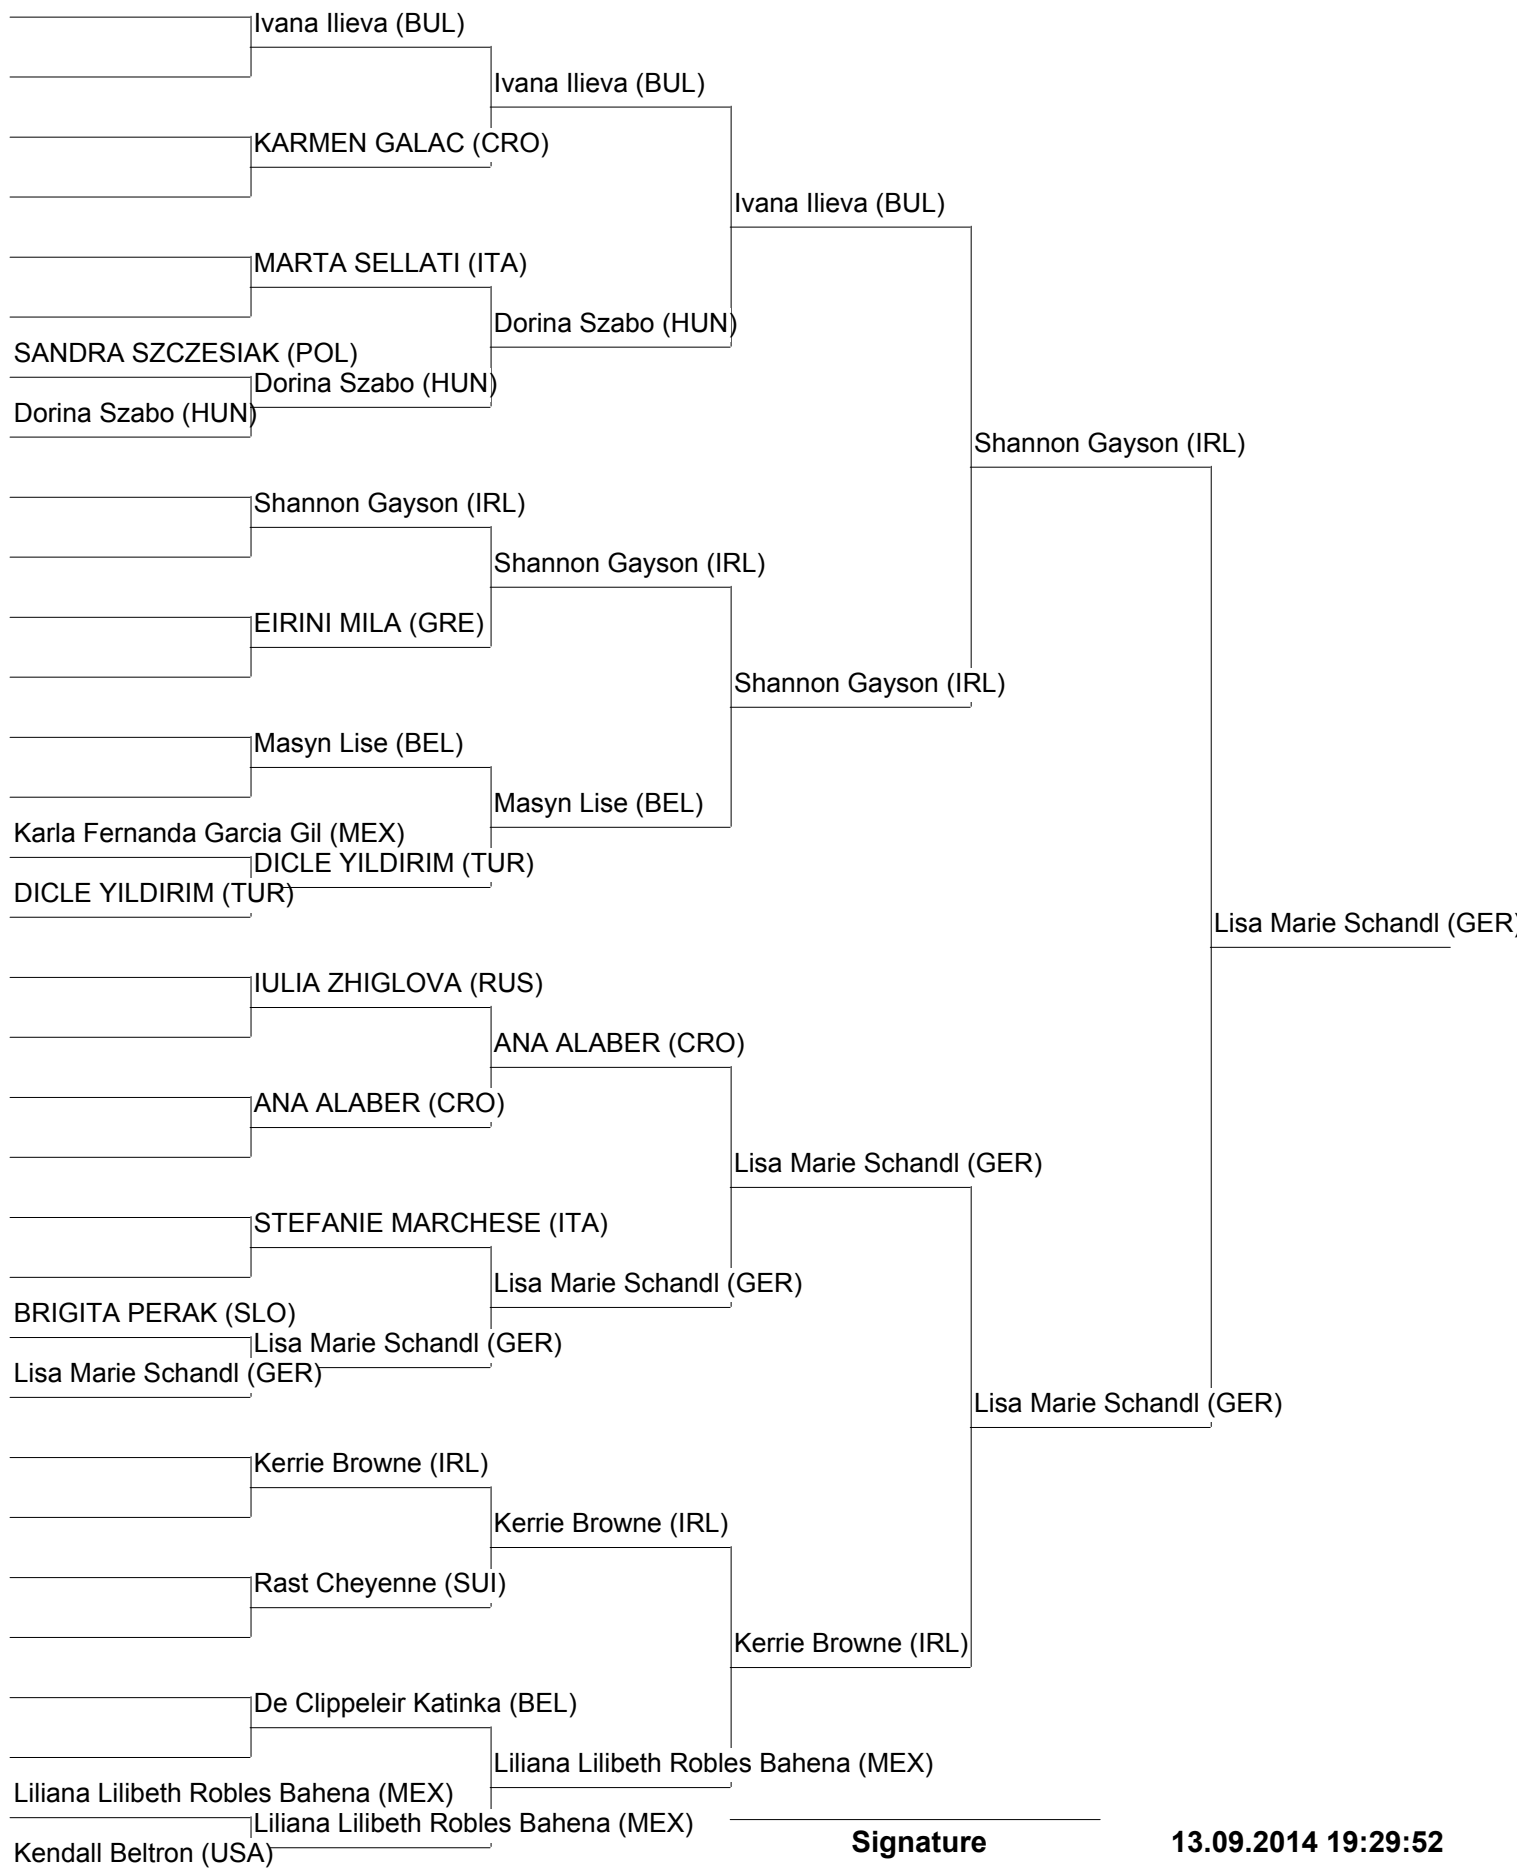 Ivana Ilieva (BUL)
Ivana Ilieva (BUL)
KARMEN GALAC (CRO)
Ivana Ilieva (BUL)
MARTA SELLATI (ITA)
Dorina Szabo (HUN)
SANDRA SZCZESIAK (POL)
Dorina Szabo (HUN)
Dorina Szabo (HUN)
Shannon Gayson (IRL)
Shannon Gayson (IRL)
Shannon Gayson (IRL)
EIRINI MILA (GRE)
Shannon Gayson (IRL)
Masyn Lise (BEL)
Masyn Lise (BEL)
Karla Fernanda Garcia Gil (MEX)
DICLE YILDIRIM (TUR)
DICLE YILDIRIM (TUR)
Lisa Marie Schandl (GER)
IULIA ZHIGLOVA (RUS)
ANA ALABER (CRO)
ANA ALABER (CRO)
Lisa Marie Schandl (GER)
STEFANIE MARCHESE (ITA)
Lisa Marie Schandl (GER)
BRIGITA PERAK (SLO)
Lisa Marie Schandl (GER)
Lisa Marie Schandl (GER)
Lisa Marie Schandl (GER)
Kerrie Browne (IRL)
Kerrie Browne (IRL)
Rast Cheyenne (SUI)
Kerrie Browne (IRL)
De Clippeleir Katinka (BEL)
Liliana Lilibeth Robles Bahena (MEX)
Liliana Lilibeth Robles Bahena (MEX)
Liliana Lilibeth Robles Bahena (MEX)
Kendall Beltron (USA)
Signature
13.09.2014 19:29:52